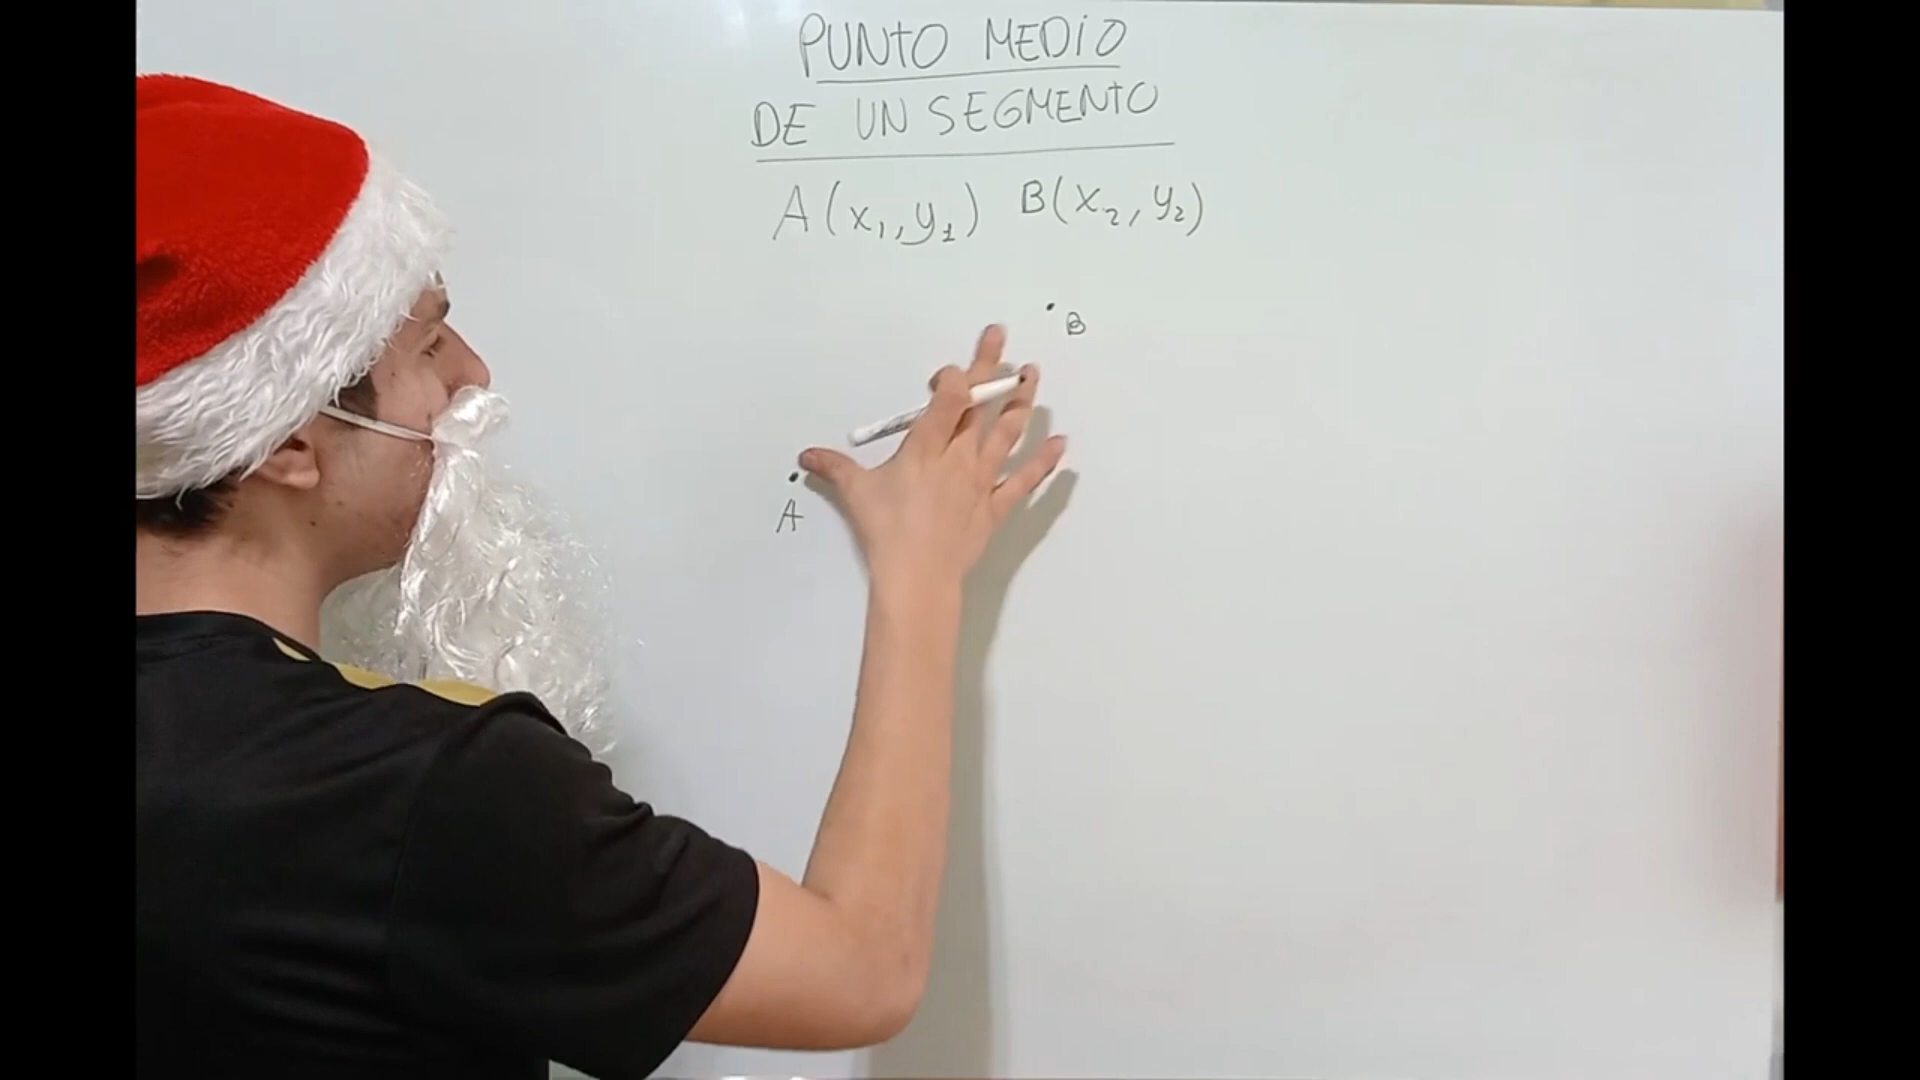 PUNTO MEDIO
DE UN SEGMENTO
A(x₁,y₁) B(x₂,y₂)
B
A